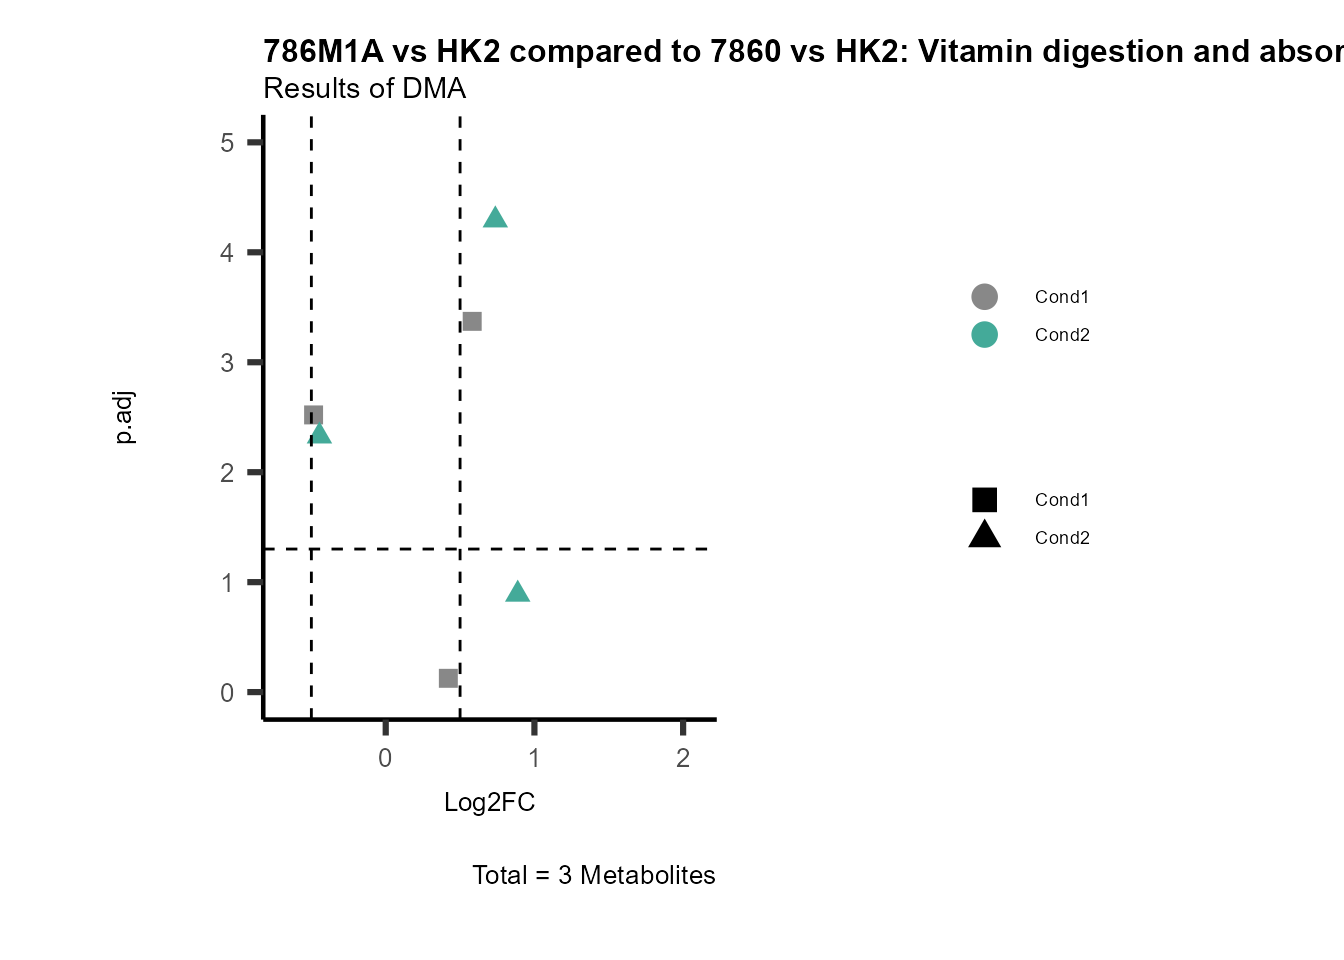 786M1A vs HK2 compared to 7860 vs HK2: Vitamin digestion and
Results of DMA
5
4
3
2
1
0
p.adj
0 1 2
Log2FC
Total = 3 Metabolites
Cond1
Cond2
Cond1
Cond2